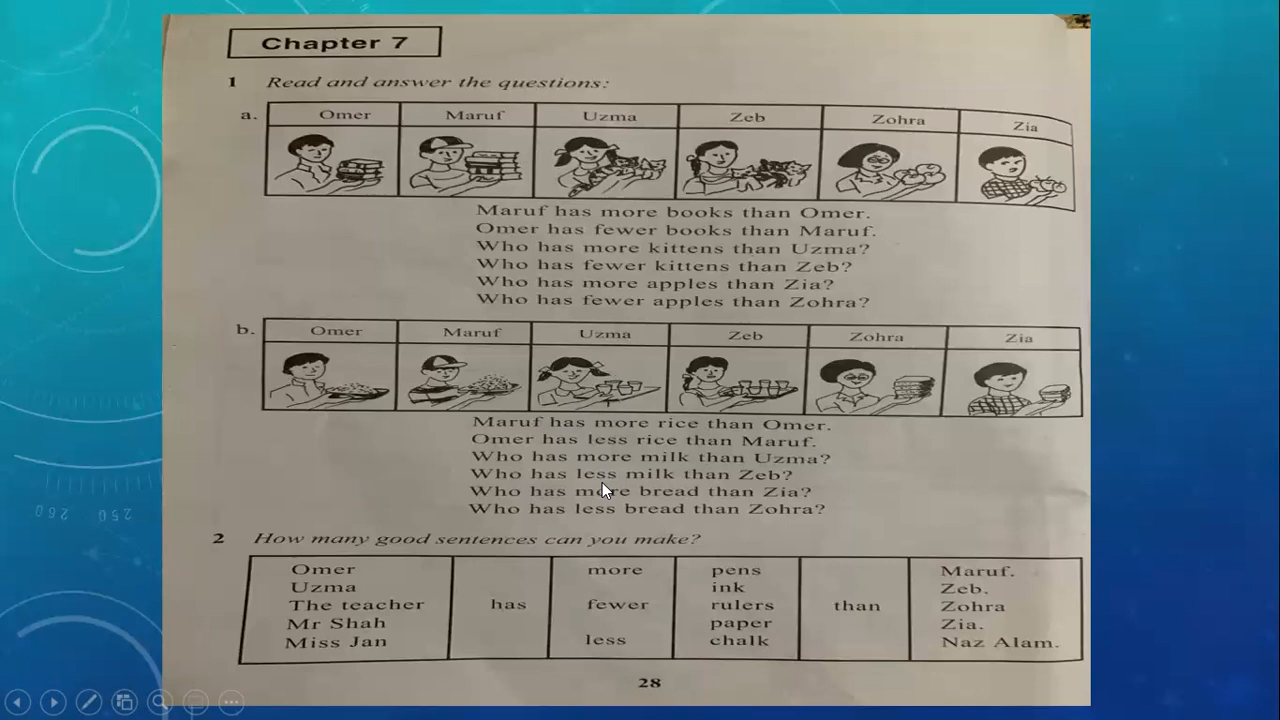 Chapter 7
1 Read and answer the questions:
a. Omer Maruf Uzma Zeb Zohra Zia
Maruf has more books than Omer.
Omer has fewer books than Maruf.
Who has more kittens than Uzma?
Who has fewer kittens than Zeb?
Who has more apples than Zia?
Who has fewer apples than Zohra?
b. Omer Maruf Uzma Zeb Zohra Zia
Maruf has more rice than Omer.
Omer has less rice than Maruf.
Who has more milk than Uzma?
Who has less milk than Zeb?
Who has more bread than Zia?
Who has less bread than Zohra?
2 How many good sentences can you make?
Omer more pens Maruf.
Uzma ink Zeb.
The teacher has fewer rulers than Zohra
Mr Shah paper Zia.
Miss Jan less chalk Naz Alam.
28